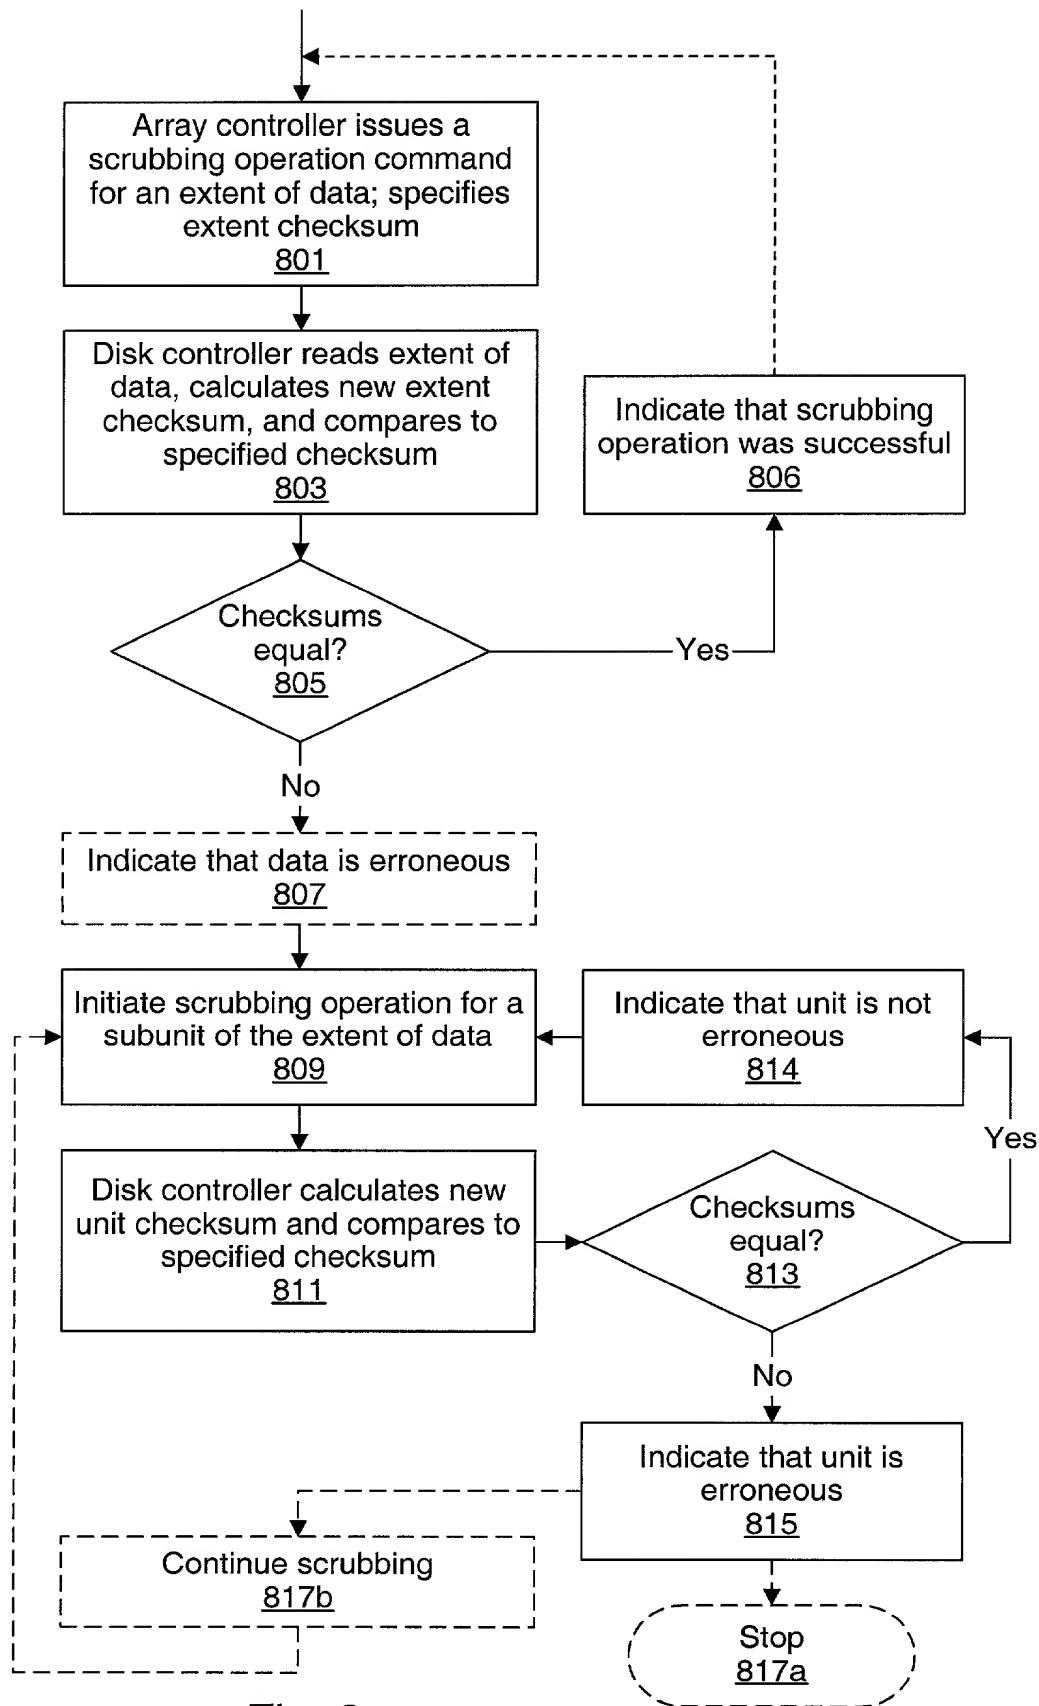 Array controller issues a
scrubbing operation command
for an extent of data; specifies
extent checksum
801
Disk controller reads extent of
data, calculates new extent
checksum, and compares to
specified checksum
803
Indicate that scrubbing
operation was successful
806
Checksums
equal?
805
Yes
No
Indicate that data is erroneous
807
Initiate scrubbing operation for a
subunit of the extent of data
809
Indicate that unit is not
erroneous
814
Yes
Disk controller calculates new
unit checksum and compares to
specified checksum
811
Checksums
equal?
813
No
Indicate that unit is
erroneous
815
Continue scrubbing
817b
Stop
817a